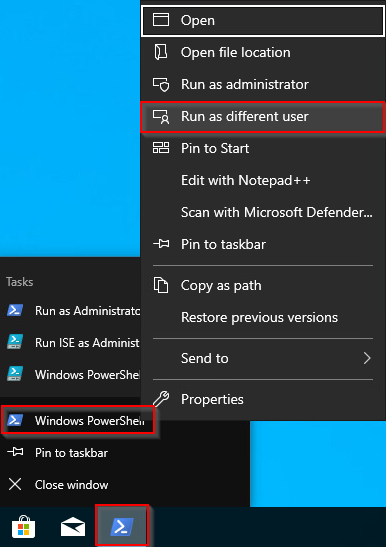 Open
Open file location
Run as administrator
Run as different user
Pin to Start
Edit with Notepad++
Scan with Microsoft Defender...
Pin to taskbar
Copy as path
Restore previous versions
Send to
Properties
Tasks
Run as Administrato
Run ISE as Administ
Windows PowerShel
Windows PowerShell
Pin to taskbar
Close window